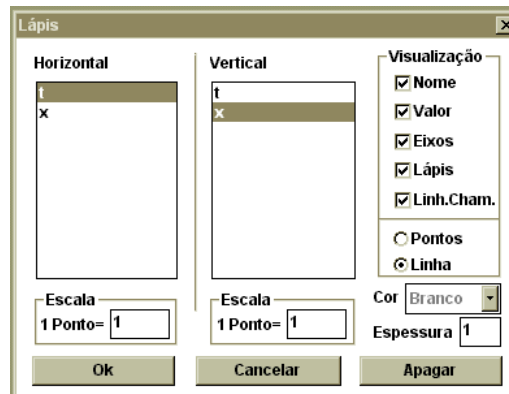 Lápis
Horizontal
t
x
Escala
1 Ponto= 1
Vertical
t
x
Escala
1 Ponto= 1
Visualização
Nome
Valor
Eixos
Lápis
Linh.Cham.
Pontos
Linha
Cor Branco
Espessura 1
Ok
Cancelar
Apagar